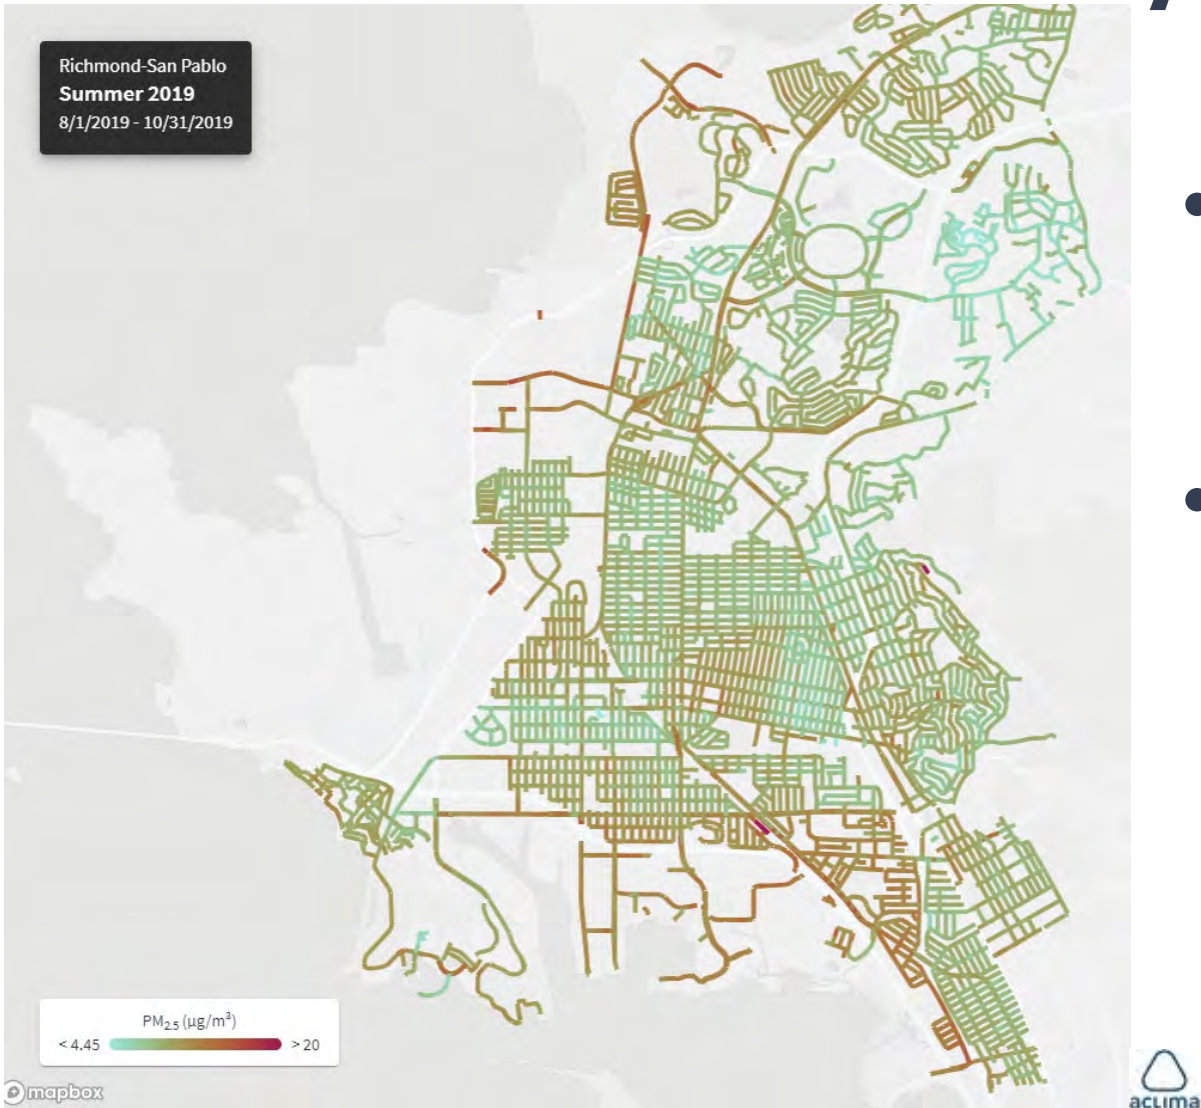 Richmond-San Pablo
Summer 2019
8/1/2019 - 10/31/2019
PM2.5 (µg/m³)
< 4.45 > 20
mapbox
ACLIMA